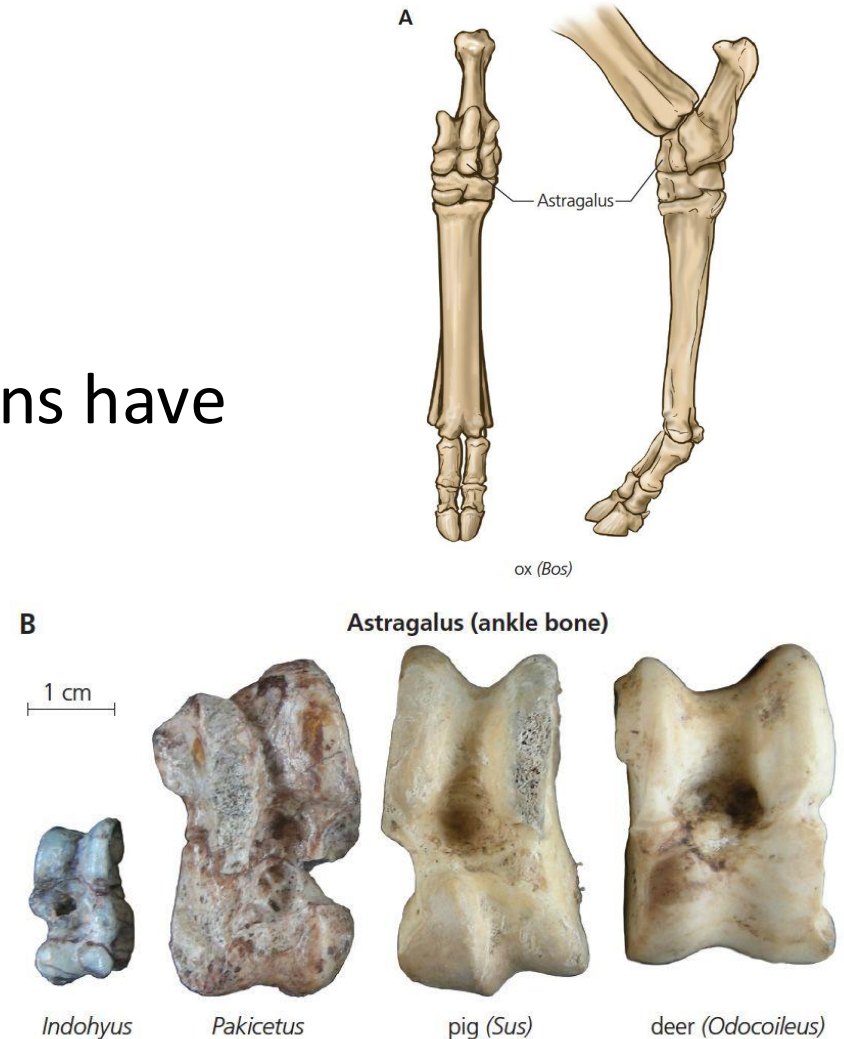 A
Astragalus
ns have
ox (Bos)
B
Astragalus (ankle bone)
1 cm
Indohyus
Pakicetus
pig (Sus)
deer (Odocoileus)